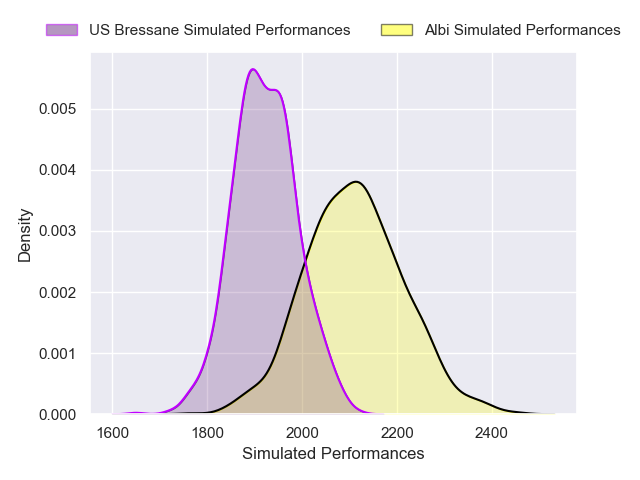 US Bressane Simulated Performances Albi Simulated Performances
0.005
0.004
0.003
0.002
0.001
0.000
Density
1600 1800 2000 2200 2400
Simulated Performances